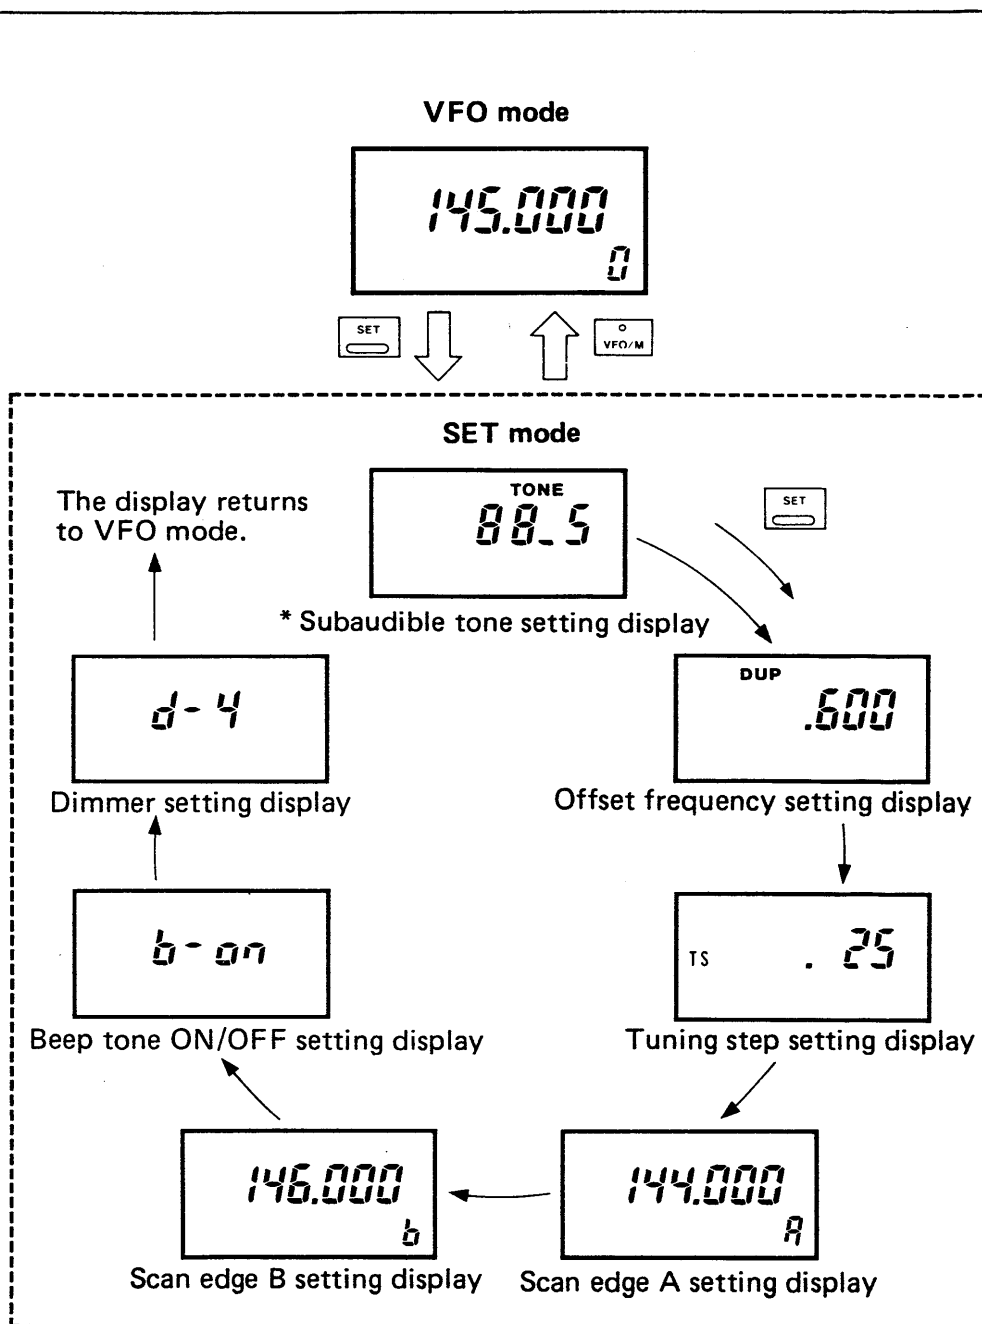 VFO mode
145.000
0
SET
VFO/M
SET mode
The display returns
to VFO mode.
TONE
88_5
SET
* Subaudible tone setting display
d-4
DUP
.600
Dimmer setting display
Offset frequency setting display
b-on
TS . 25
Beep tone ON/OFF setting display
Tuning step setting display
146.000
b
144.000
A
Scan edge B setting display
Scan edge A setting display